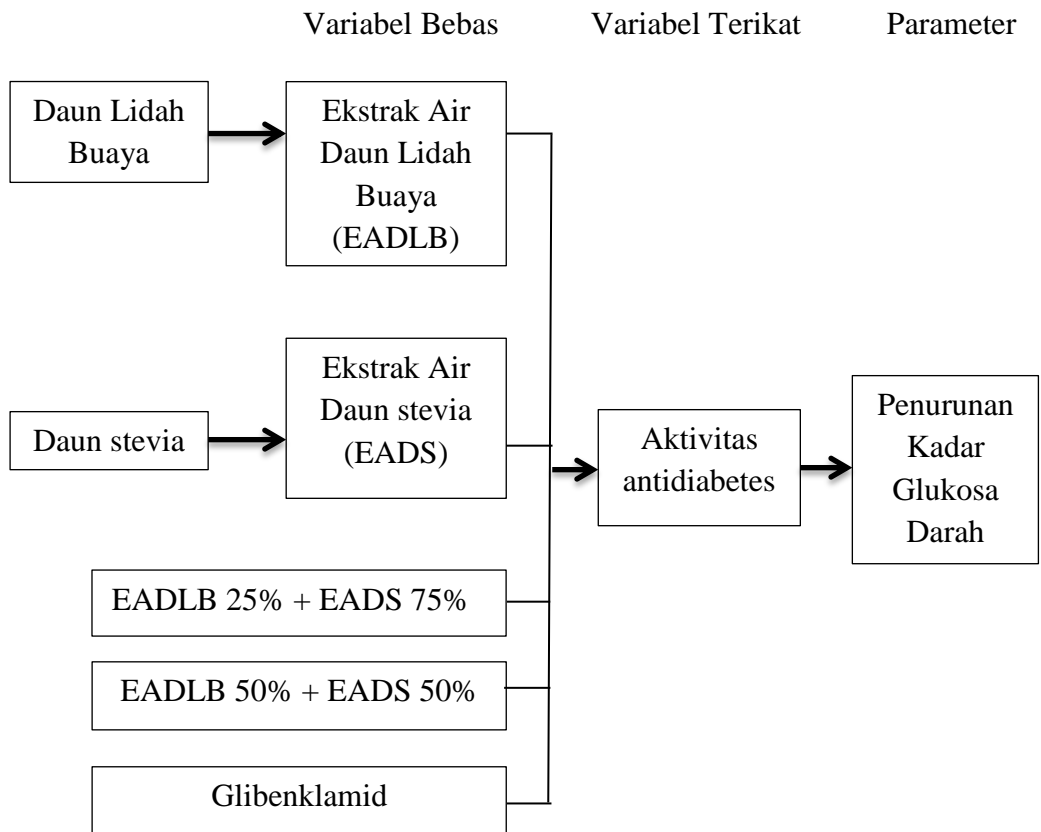 Variabel Bebas
Variabel Terikat
Parameter
Daun Lidah
Buaya
Ekstrak Air
Daun Lidah
Buaya
(EADLB)
Daun stevia
Ekstrak Air
Daun stevia
(EADS)
Aktivitas
antidiabetes
Penurunan
Kadar
Glukosa
Darah
EADLB 25% + EADS 75%
EADLB 50% + EADS 50%
Glibenklamid